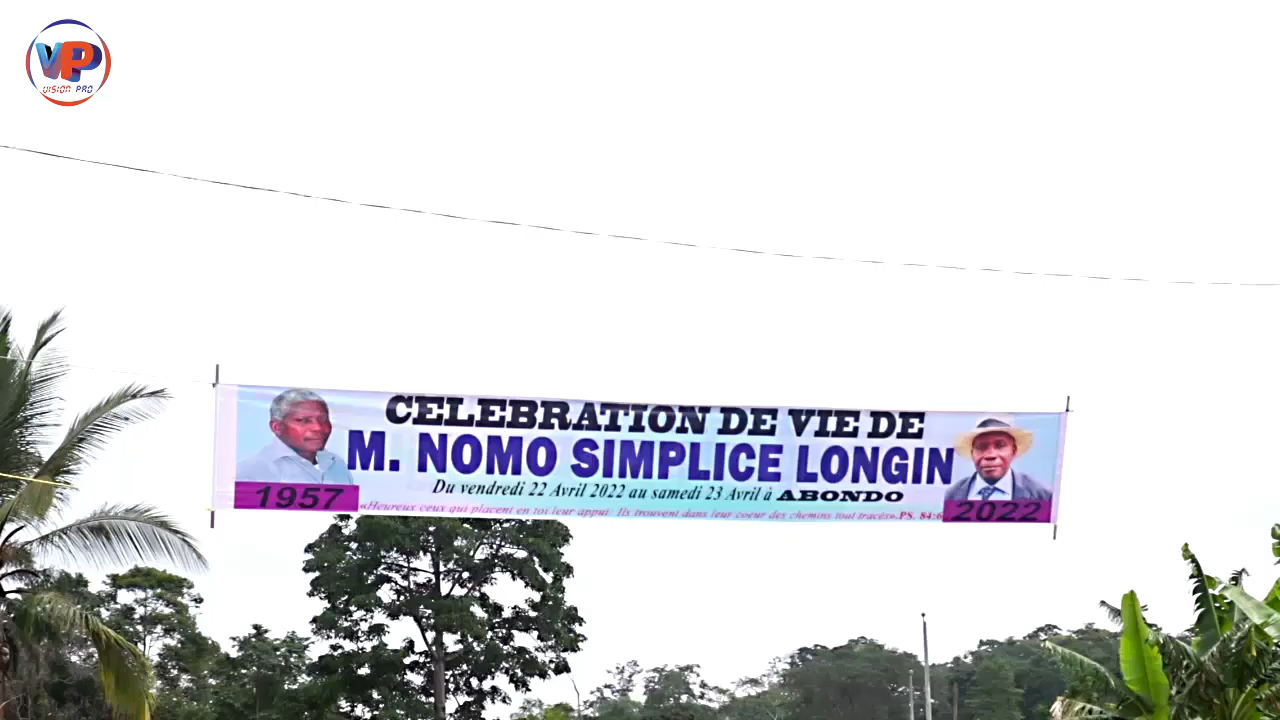 VP
VISION PRO
CELEBRATION DE VIE DE
M. NOMO SIMPLICE LONGIN
Du vendredi 22 Avril 2022 au samedi 23 Avril à ABONDO
«Heureux ceux qui placent en toi leur appui. Ils trouvent dans leur coeur des chemins tout tracés».PS. 84:6
1957
2022